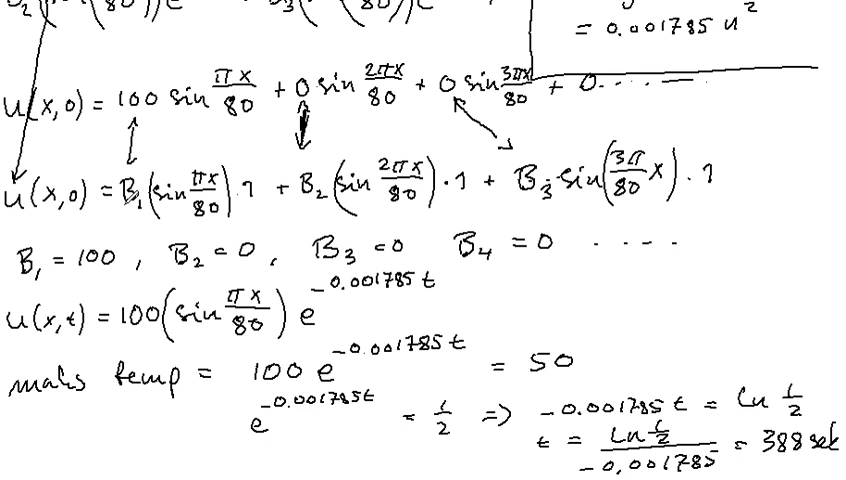 = 0.001785 n²
u(x,0) = 100 sin πx/80 + 0 sin 2πx/80 + 0 sin 3πx/80 + 0. . . . .
u(x,0) = B₁(sin πx/80)·1 + B₂(sin 2πx/80)·1 + B₃ sin(3π/80 x)·1
B₁ = 100, B₂ = 0, B₃ = 0 B₄ = 0 . . . . .
u(x,t) = 100(sin πx/80) e^-0.001785 t
maks temp = 100 e^-0.001785 t = 50
e^-0.001785t = 1/2 => -0.001785 t = ln 1/2
t = ln 1/2 / -0,001785 = 388 sek